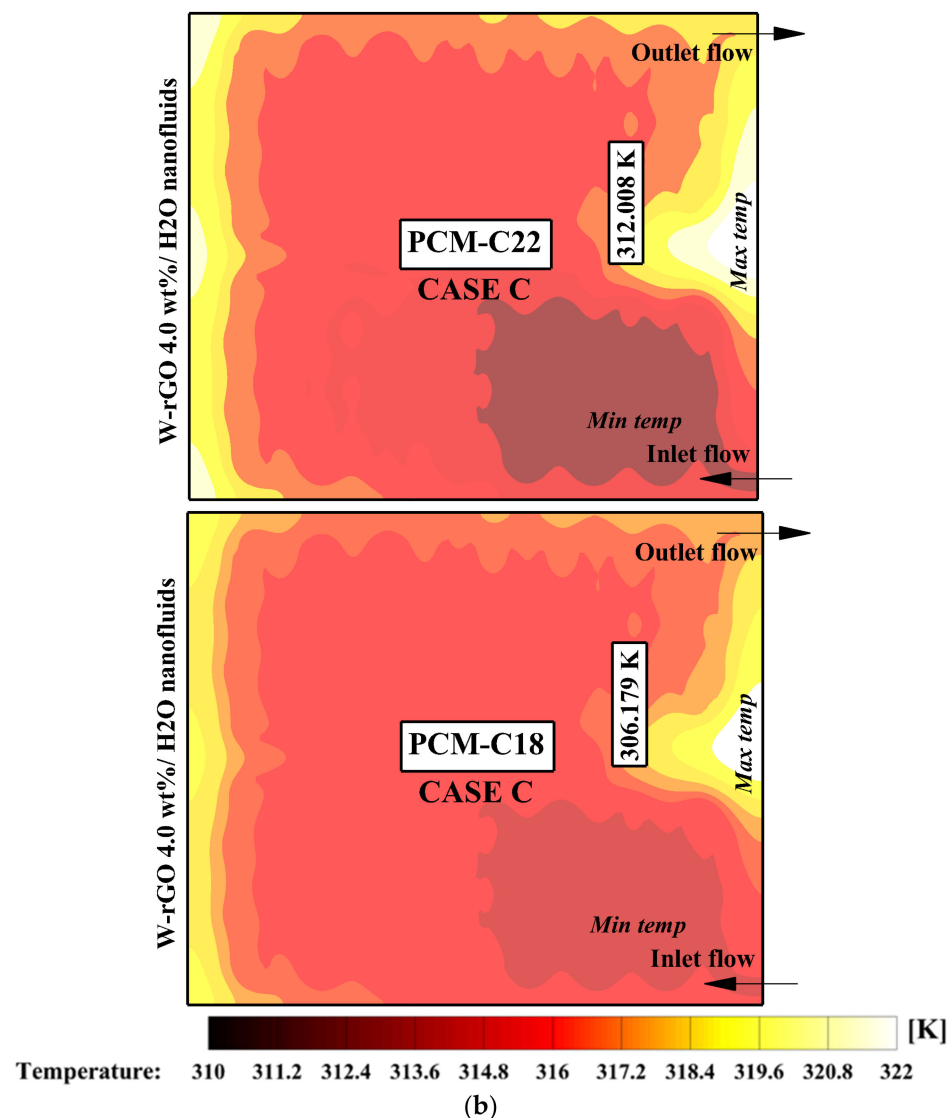 Outlet flow
W-rGO 4.0 wt%/ H2O nanofluids
312.008 K
Max temp
PCM-C22
CASE C
Min temp
Inlet flow
Outlet flow
W-rGO 4.0 wt%/ H2O nanofluids
306.179 K
Max temp
PCM-C18
CASE C
Min temp
Inlet flow
[K]
Temperature: 310 311.2 312.4 313.6 314.8 316 317.2 318.4 319.6 320.8 322
(b)